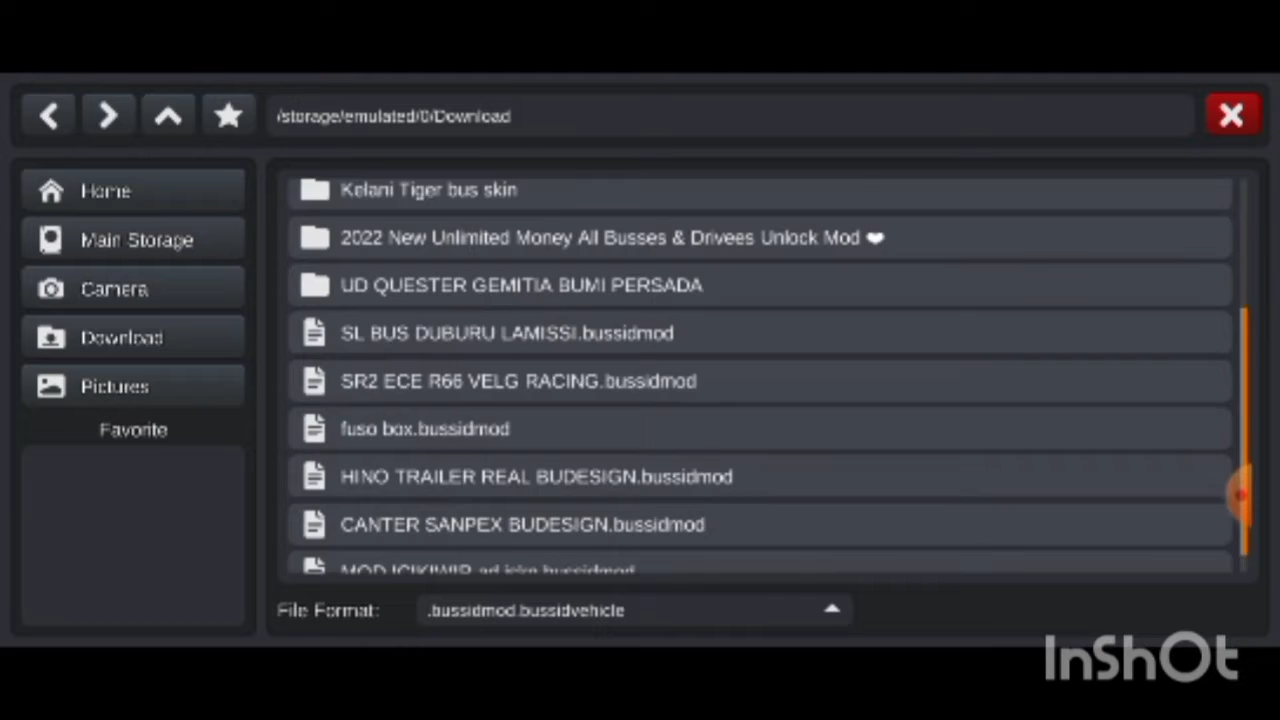 /storage/emulated/0/Download
Home
Main Storage
Camera
Download
Pictures
Favorite
Kelani Tiger bus skin
2022 New Unlimited Money All Busses & Drivees Unlock Mod ❤
UD QUESTER GEMITIA BUMI PERSADA
SL BUS DUBURU LAMISSI.bussidmod
SR2 ECE R66 VELG RACING.bussidmod
fuso box.bussidmod
HINO TRAILER REAL BUDESIGN.bussidmod
CANTER SANPEX BUDESIGN.bussidmod
MOD
File Format: .bussidmod.bussidvehicle
InShOt